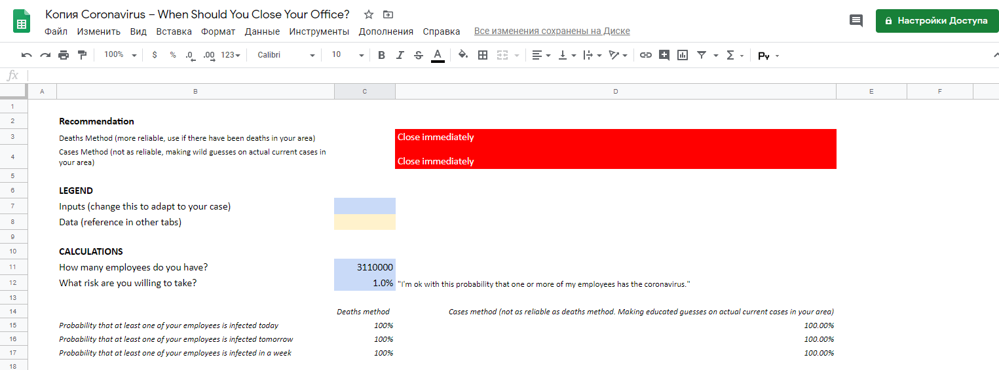 Копия Coronavirus – When Should You Close Your Office?
Файл Изменить Вид Вставка Формат Данные Инструменты Дополнения Справка Все изменения сохранены на Диске
Настройки Доступа
100% $ % .0 .00 123 Calibri 10 B I S A Σ Ру
fx
A B C D E F
1
2 Recommendation
3 Deaths Method (more reliable, use if there have been deaths in your area) Close immediately
4 Cases Method (not as reliable, making wild guesses on actual current cases in
your area) Close immediately
5
6 LEGEND
7 Inputs (change this to adapt to your case)
8 Data (reference in other tabs)
9
10 CALCULATIONS
11 How many employees do you have? 3110000
12 What risk are you willing to take? 1.0% "I'm ok with this probability that one or more of my employees has the coronavirus."
13
14 Deaths method Cases method (not as reliable as deaths method. Making educated guesses on actual current cases in your area)
15 Probability that at least one of your employees is infected today 100% 100.00%
16 Probability that at least one of your employees is infected tomorrow 100% 100.00%
17 Probability that at least one of your employees is infected in a week 100% 100.00%
18